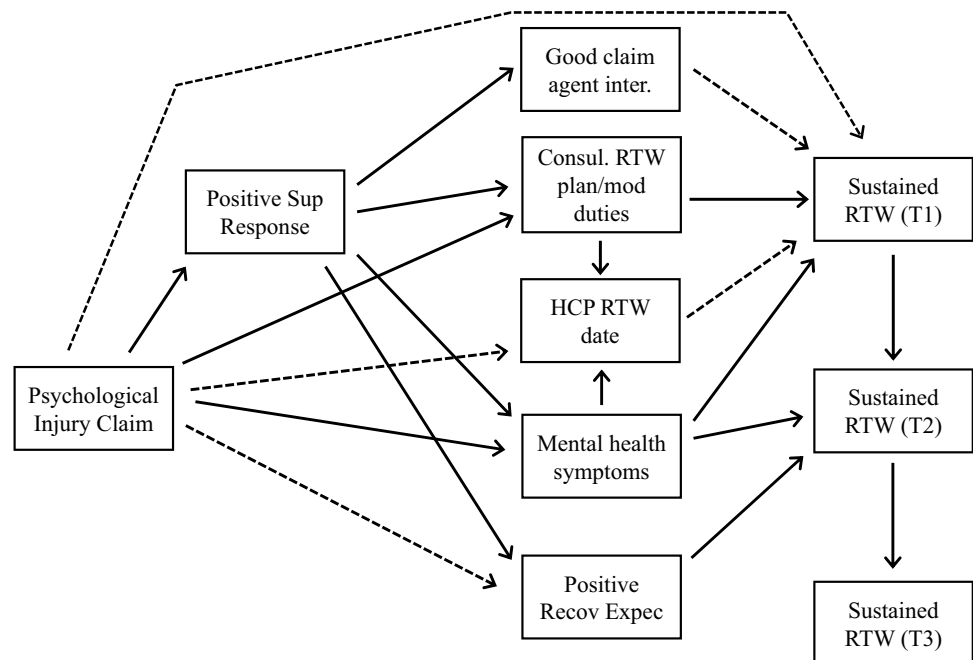 Good claim
agent inter.
Consul. RTW
plan/mod
duties
Sustained
RTW (T1)
Positive Sup
Response
HCP RTW
date
Psychological
Injury Claim
Sustained
RTW (T2)
Mental health
symptoms
Positive
Recov Expec
Sustained
RTW (T3)